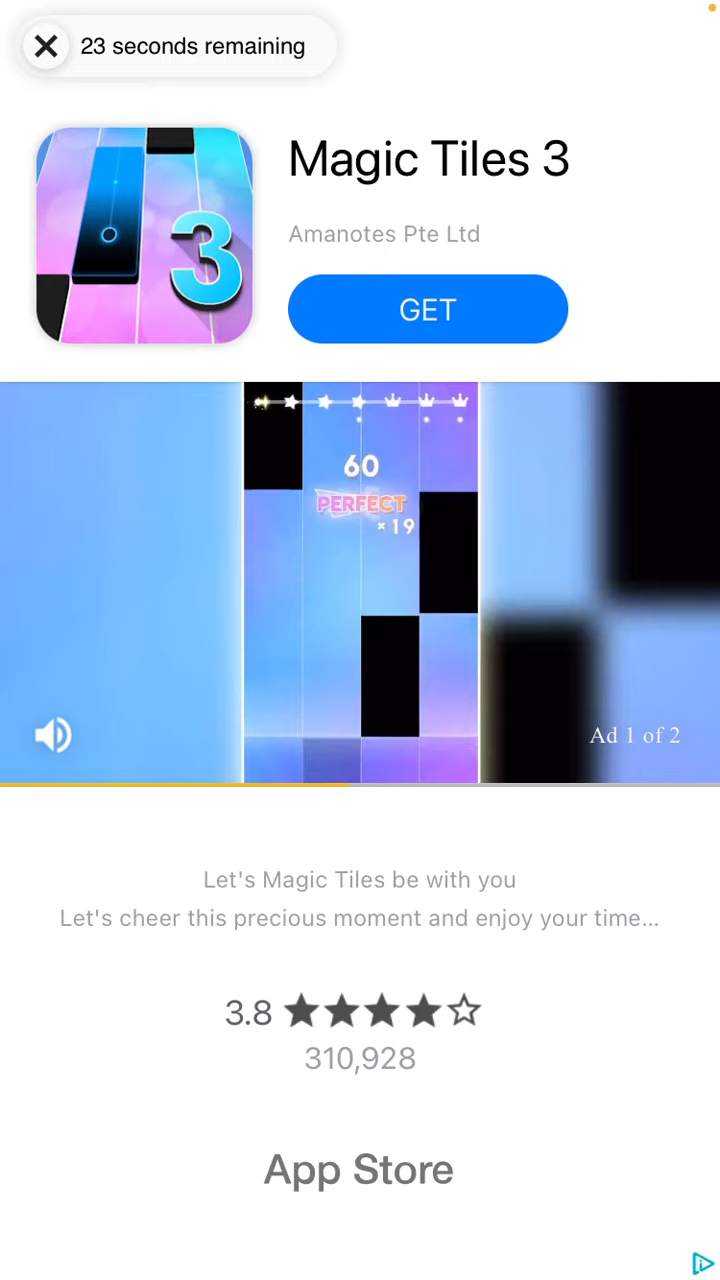 23 seconds remaining
Magic Tiles 3
Amanotes Pte Ltd
3
GET
60
PERFECT
×19
Ad 1 of 2
Let's Magic Tiles be with you
Let's cheer this precious moment and enjoy your time...
3.8
310,928
App Store